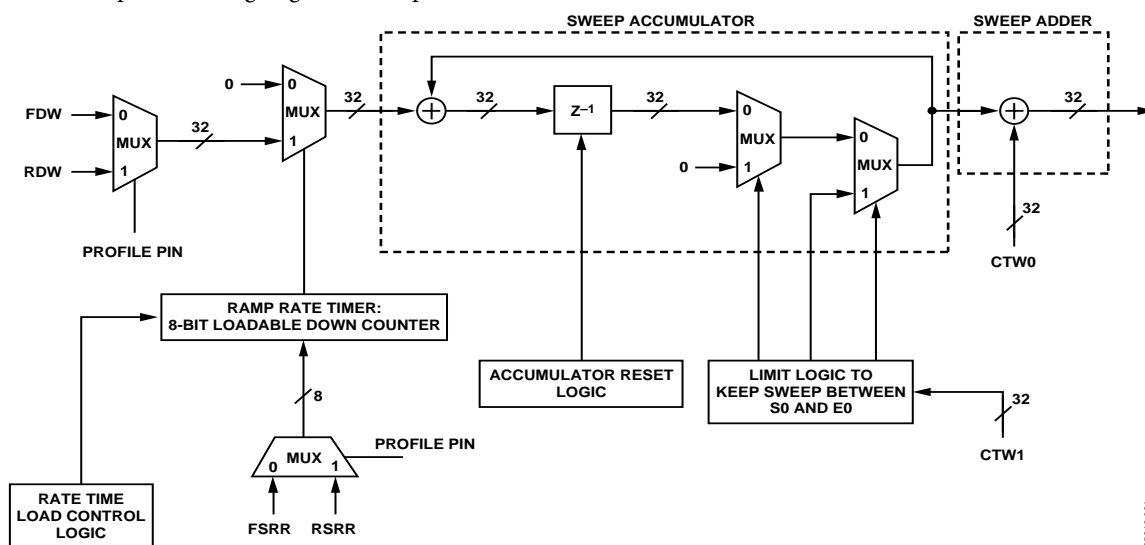 SWEEP ACCUMULATOR
SWEEP ADDER
0
0
MUX
1
32
32
Z–1
32
0
MUX
1
0
0
MUX
1
32
FDW
RDW
0
MUX
1
32
PROFILE PIN
32
CTW0
RAMP RATE TIMER:
8-BIT LOADABLE DOWN COUNTER
ACCUMULATOR RESET
LOGIC
LIMIT LOGIC TO
KEEP SWEEP BETWEEN
S0 AND E0
32
CTW1
8
PROFILE PIN
MUX
0
1
FSRR
RSRR
RATE TIME
LOAD CONTROL
LOGIC